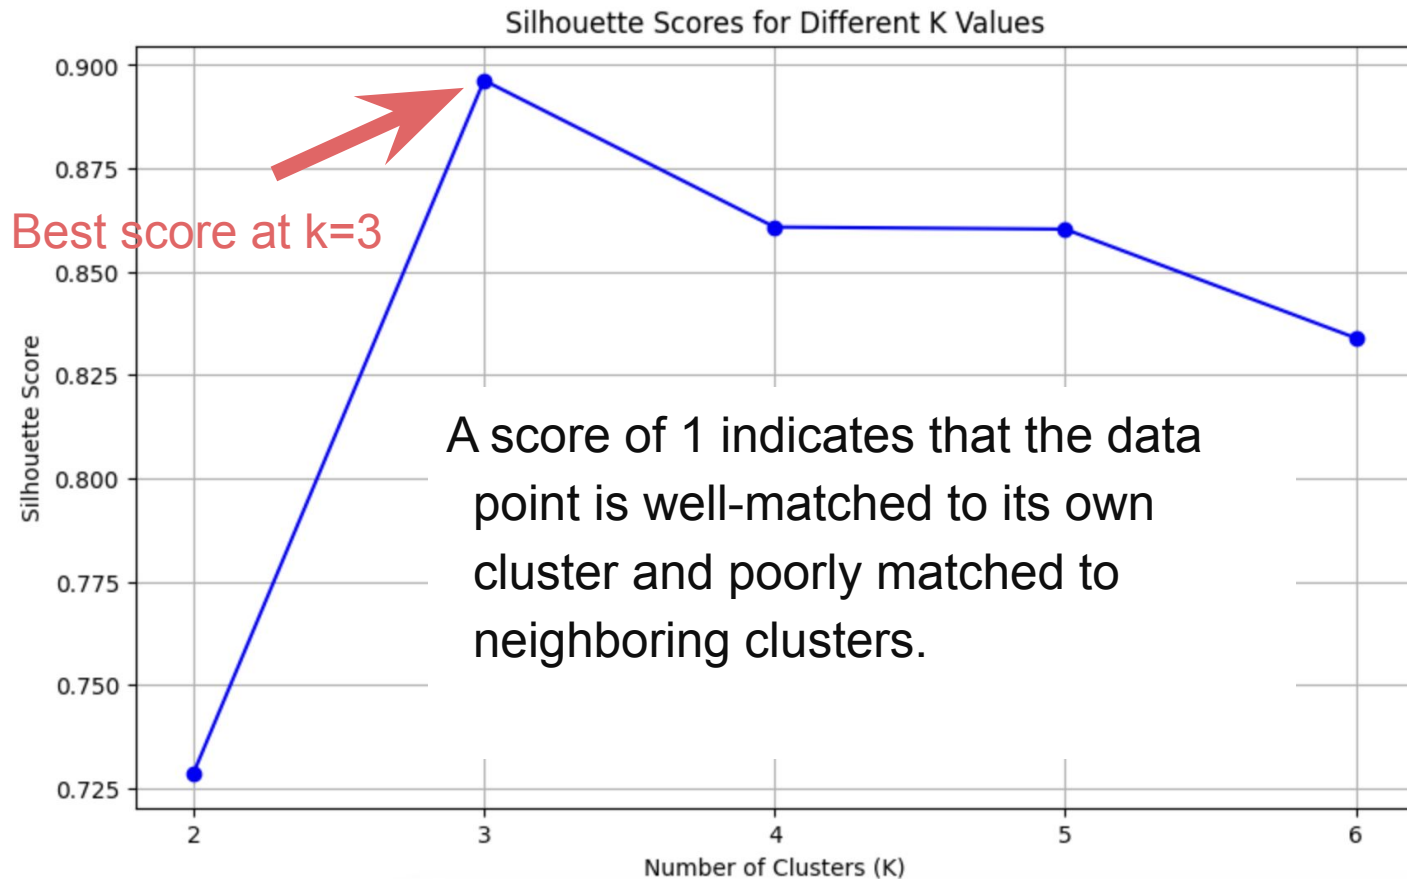 Silhouette Scores for Different K Values
0.900
0.875
Best score at k=3
0.850
0.825
Silhouette Score
A score of 1 indicates that the data
point is well-matched to its own
cluster and poorly matched to
neighboring clusters.
0.800
0.775
0.750
0.725
2 3 4 5 6
Number of Clusters (K)